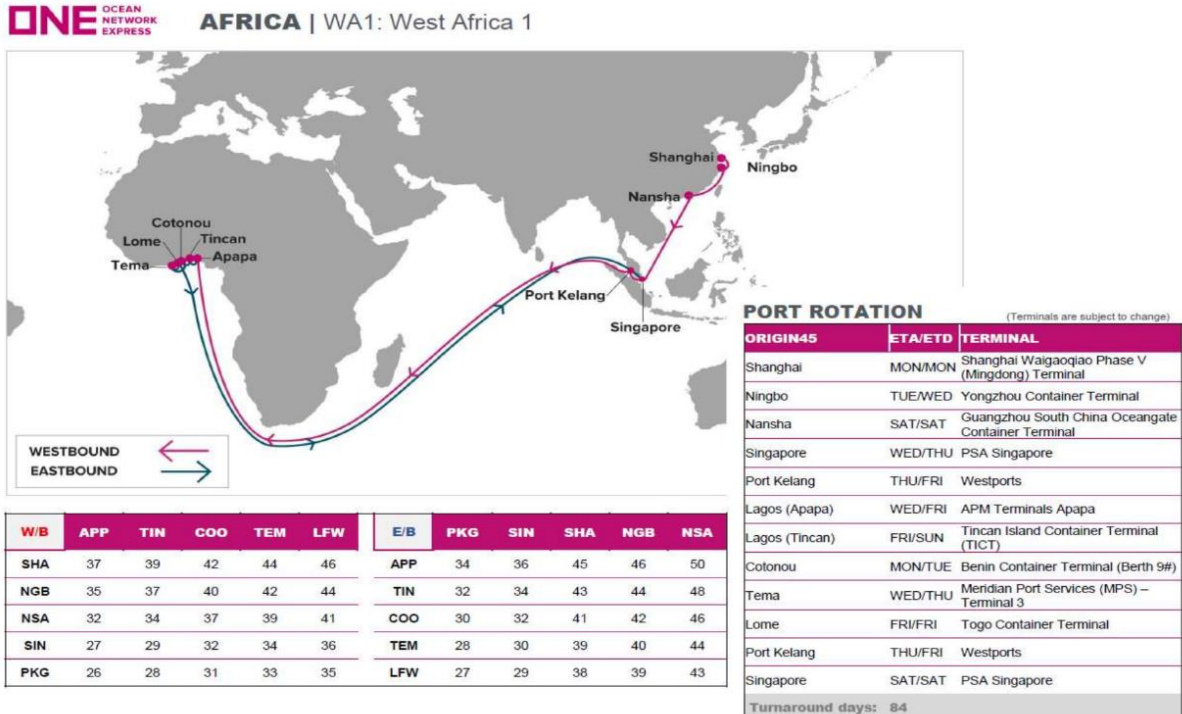 ONE OCEAN NETWORK EXPRESS
AFRICA | WA1: West Africa 1
Shanghai
Ningbo
Nansha
Cotonou
Lome
Tincan
Tema
Apapa
Port Kelang
Singapore
WESTBOUND
EASTBOUND
W/B APP TIN COO TEM LFW
SHA 37 39 42 44 46
NGB 35 37 40 42 44
NSA 32 34 37 39 41
SIN 27 29 32 34 36
PKG 26 28 31 33 35
E/B PKG SIN SHA NGB NSA
APP 34 36 45 46 50
TIN 32 34 43 44 48
COO 30 32 41 42 46
TEM 28 30 39 40 44
LFW 27 29 38 39 43
PORT ROTATION (Terminals are subject to change)
ORIGIN45 ETA/ETD TERMINAL
Shanghai MON/MON Shanghai Waigaoqiao Phase V
(Mingdong) Terminal
Ningbo TUE/WED Yongzhou Container Terminal
Nansha SAT/SAT Guangzhou South China Oceangate
Container Terminal
Singapore WED/THU PSA Singapore
Port Kelang THU/FRI Westports
Lagos (Apapa) WED/FRI APM Terminals Apapa
Lagos (Tincan) FRI/SUN Tincan Island Container Terminal
(TICT)
Cotonou MON/TUE Benin Container Terminal (Berth 9#)
Tema WED/THU Meridian Port Services (MPS) –
Terminal 3
Lome FRI/FRI Togo Container Terminal
Port Kelang THU/FRI Westports
Singapore SAT/SAT PSA Singapore
Turnaround days: 84